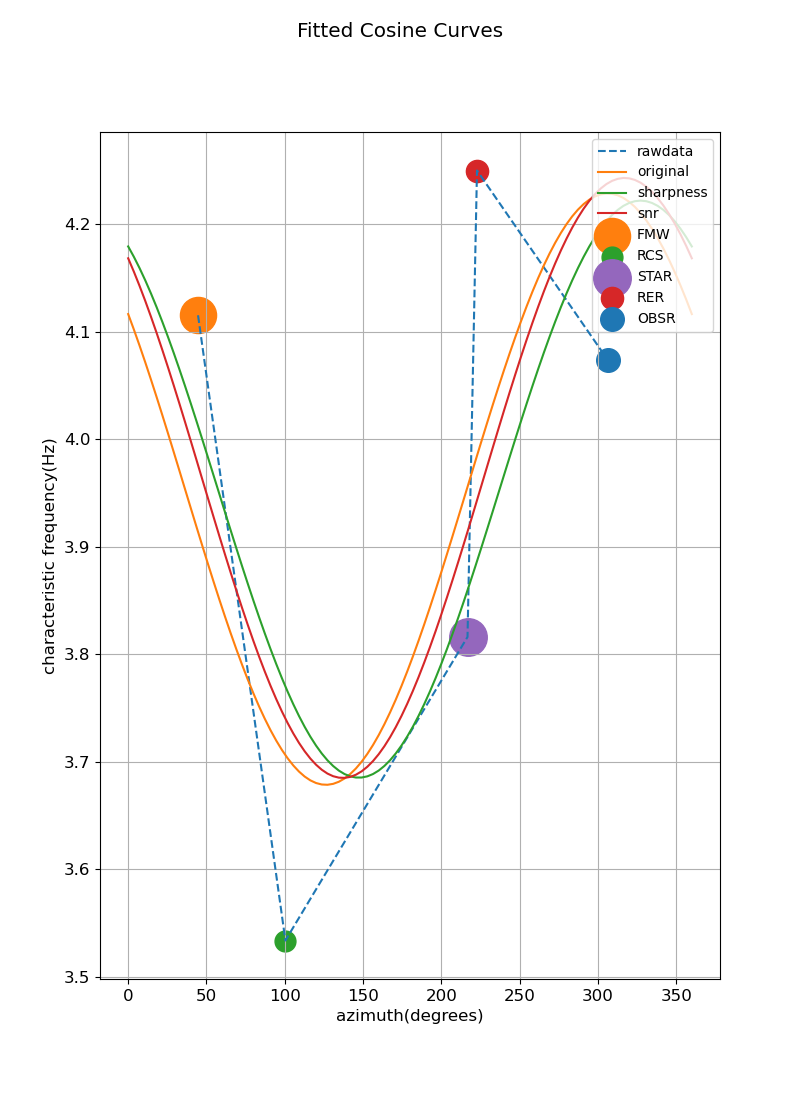 Fitted Cosine Curves
rawdata
original
sharpness
snr
FMW
RCS
STAR
RER
OBSR
4.2
4.1
4.0
3.9
3.8
3.7
3.6
3.5
characteristic frequency(Hz)
0 50 100 150 200 250 300 350
azimuth(degrees)